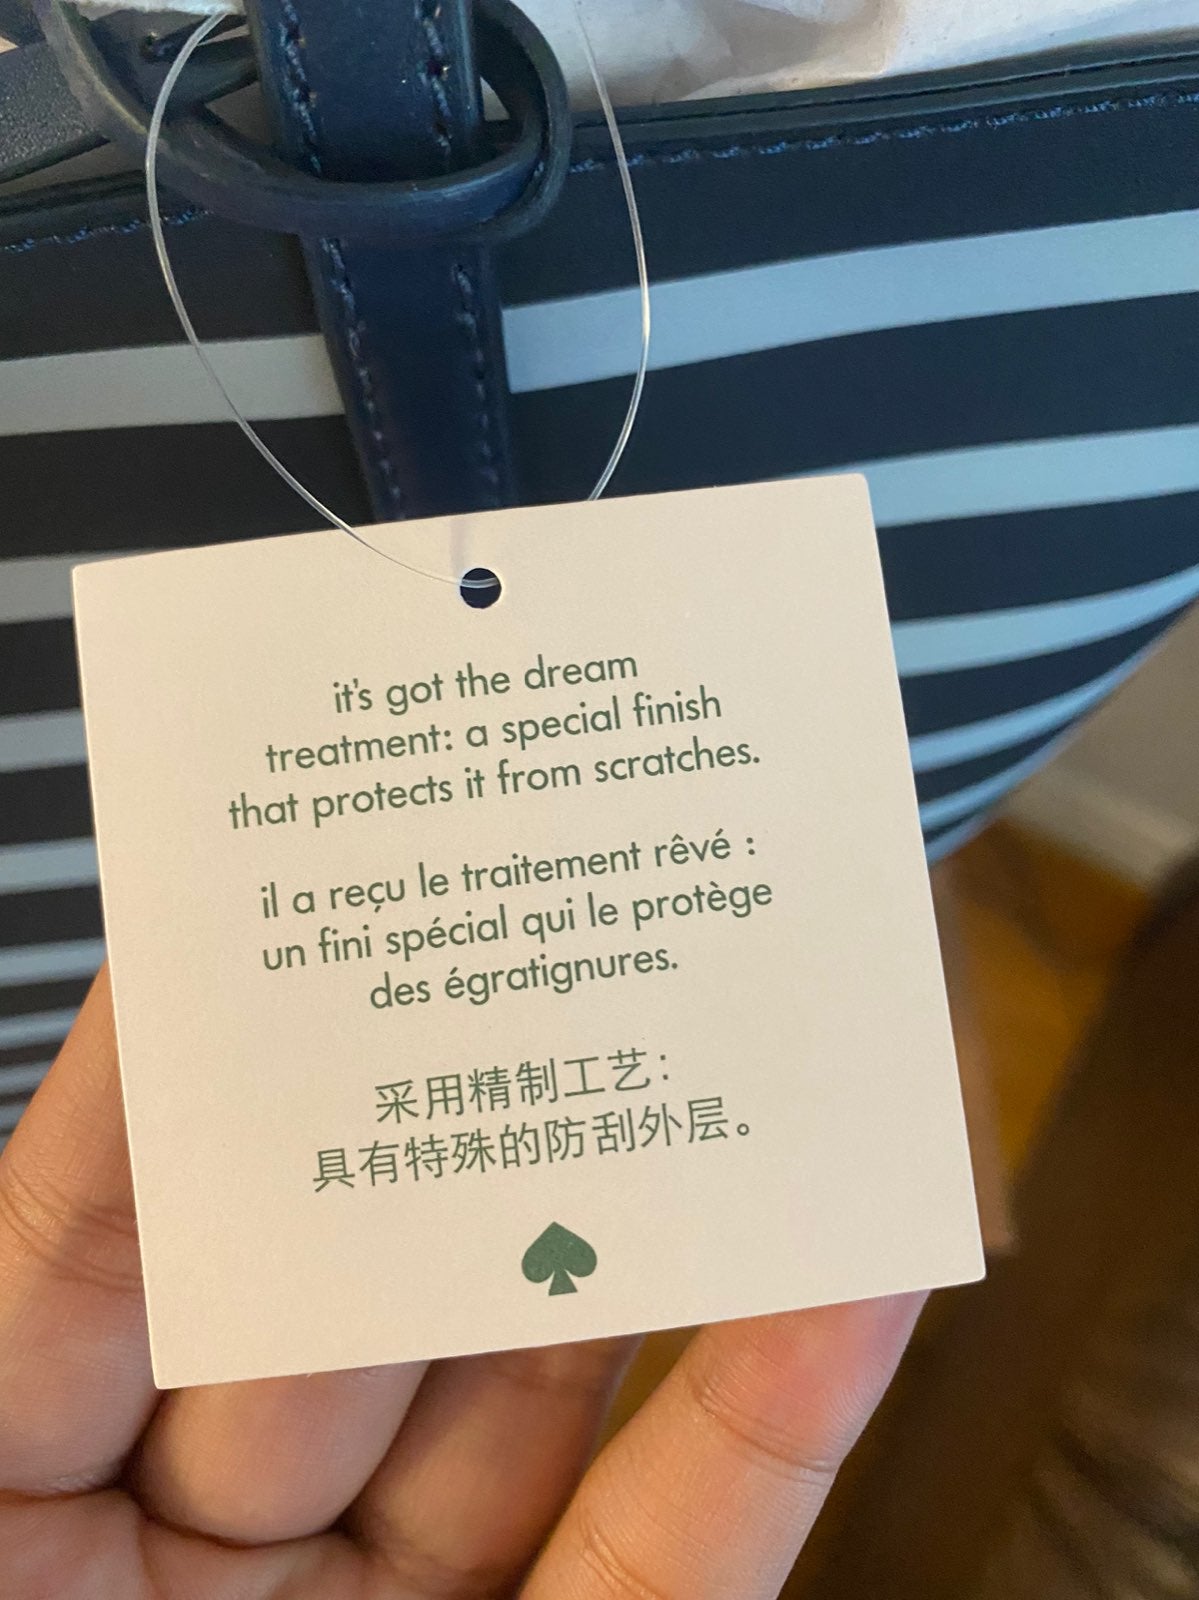 it's got the dream
treatment: a special finish
that protects it from scratches.
il a reçu le traitement rêvé :
un fini spécial qui le protège
des égratignures.
采用精制工艺：
具有特殊的防刮外层。